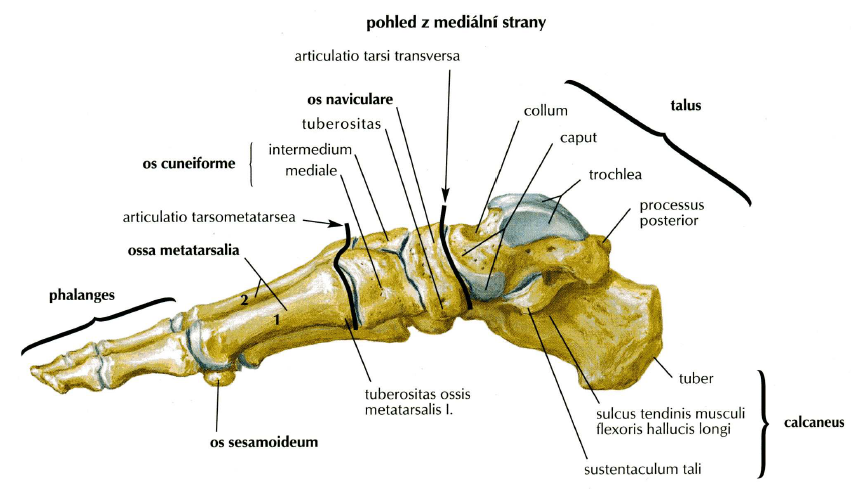 pohled z mediální strany
articulatio tarsi transversa
os naviculare
tuberositas
os cuneiforme
intermedium
mediale
articulatio tarsometatarsea
ossa metatarsalia
phalanges
2
1
collum
talus
caput
trochlea
processus
posterior
tuberositas ossis
metatarsalis I.
os sesamoideum
tuber
sulcus tendinis musculi
flexoris hallucis longi
calcaneus
sustentaculum tali